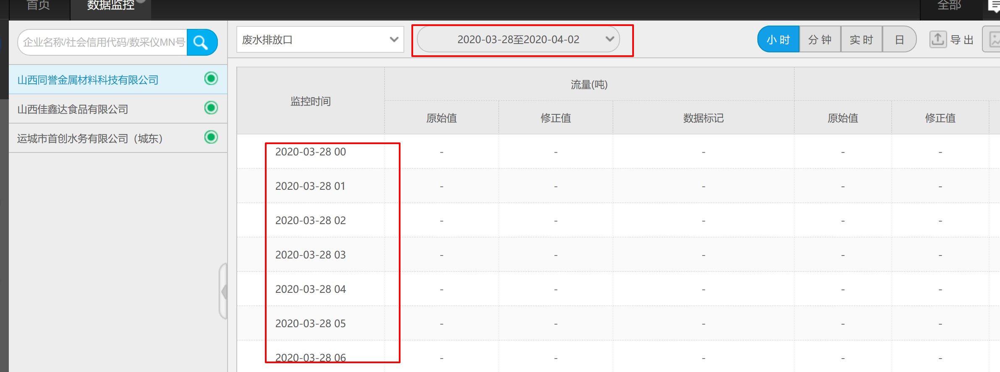 首页
数据监控
全部
企业名称/社会信用代码/数采仪MN号
山西同誉金属材料科技有限公司
山西佳鑫达食品有限公司
运城市首创水务有限公司（城东）
废水排放口
2020-03-28至2020-04-02
小时
分钟
实时
日
导出
监控时间
流量(吨)
原始值
修正值
数据标记
原始值
修正值
2020-03-28 00 - - - - -
2020-03-28 01 - - - - -
2020-03-28 02 - - - - -
2020-03-28 03 - - - - -
2020-03-28 04 - - - - -
2020-03-28 05 - - - - -
2020-03-28 06 - - - - -